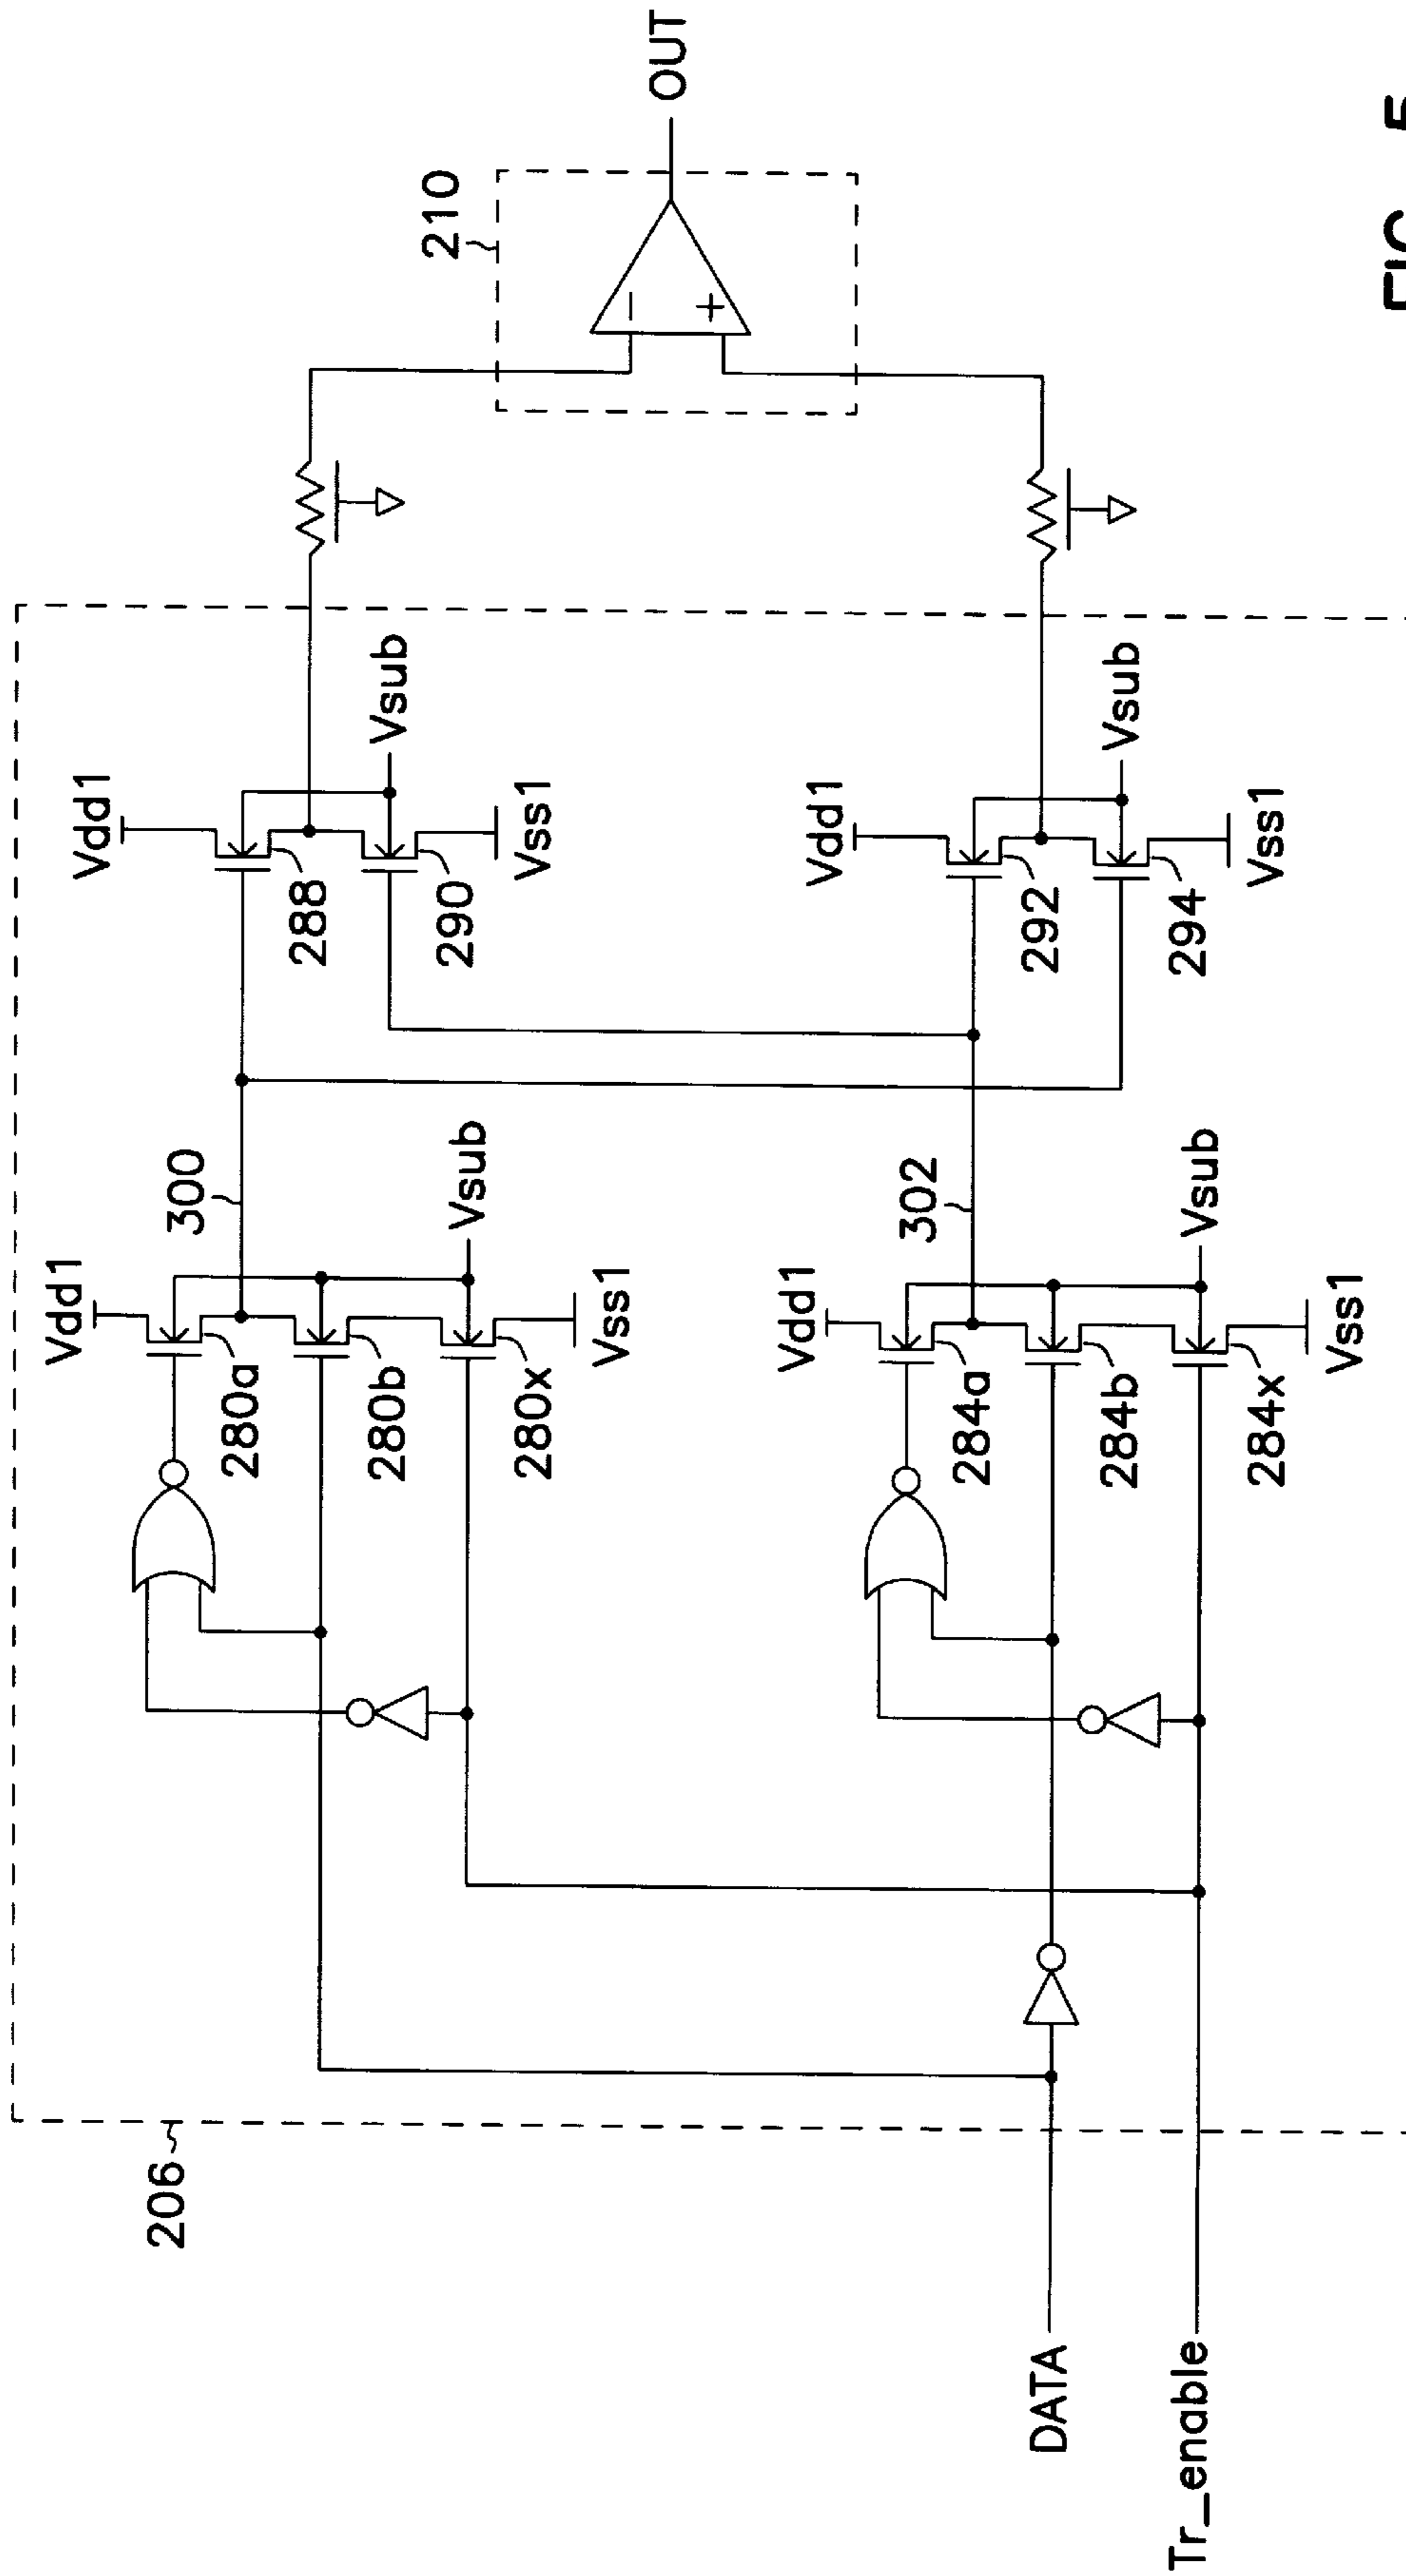 206
Vdd1
280a
280b
280x
Vss1
Vsub
300
Vdd1
288
290
Vss1
Vsub
210
OUT
DATA
Tr_enable
Vdd1
284a
284b
284x
Vss1
Vsub
302
Vdd1
292
294
Vss1
Vsub